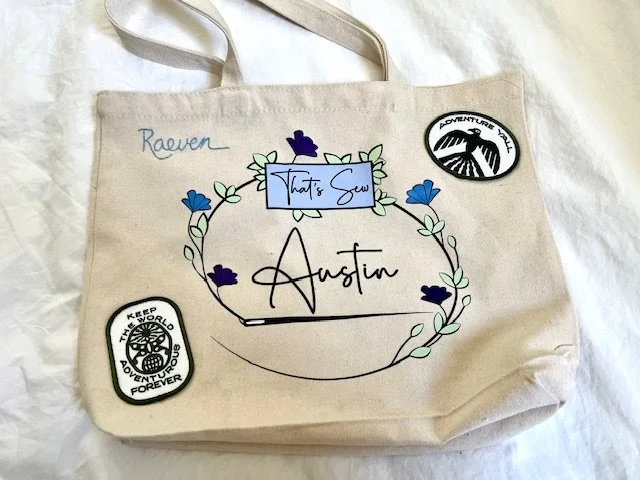 Raeven
ADVENTURE Y'ALL
That's Sew
Austin
KEEP
THE WORLD
ADVENTUROUS
FOREVER